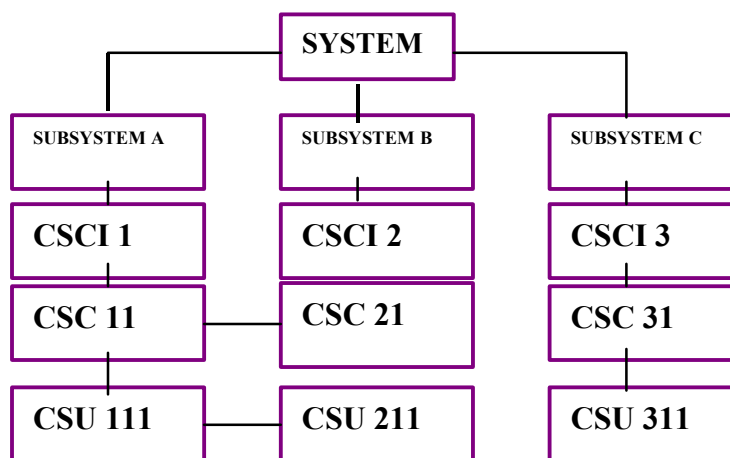 SYSTEM
SUBSYSTEM A
SUBSYSTEM B
SUBSYSTEM C
CSCI 1
CSCI 2
CSCI 3
CSC 11
CSC 21
CSC 31
CSU 111
CSU 211
CSU 311